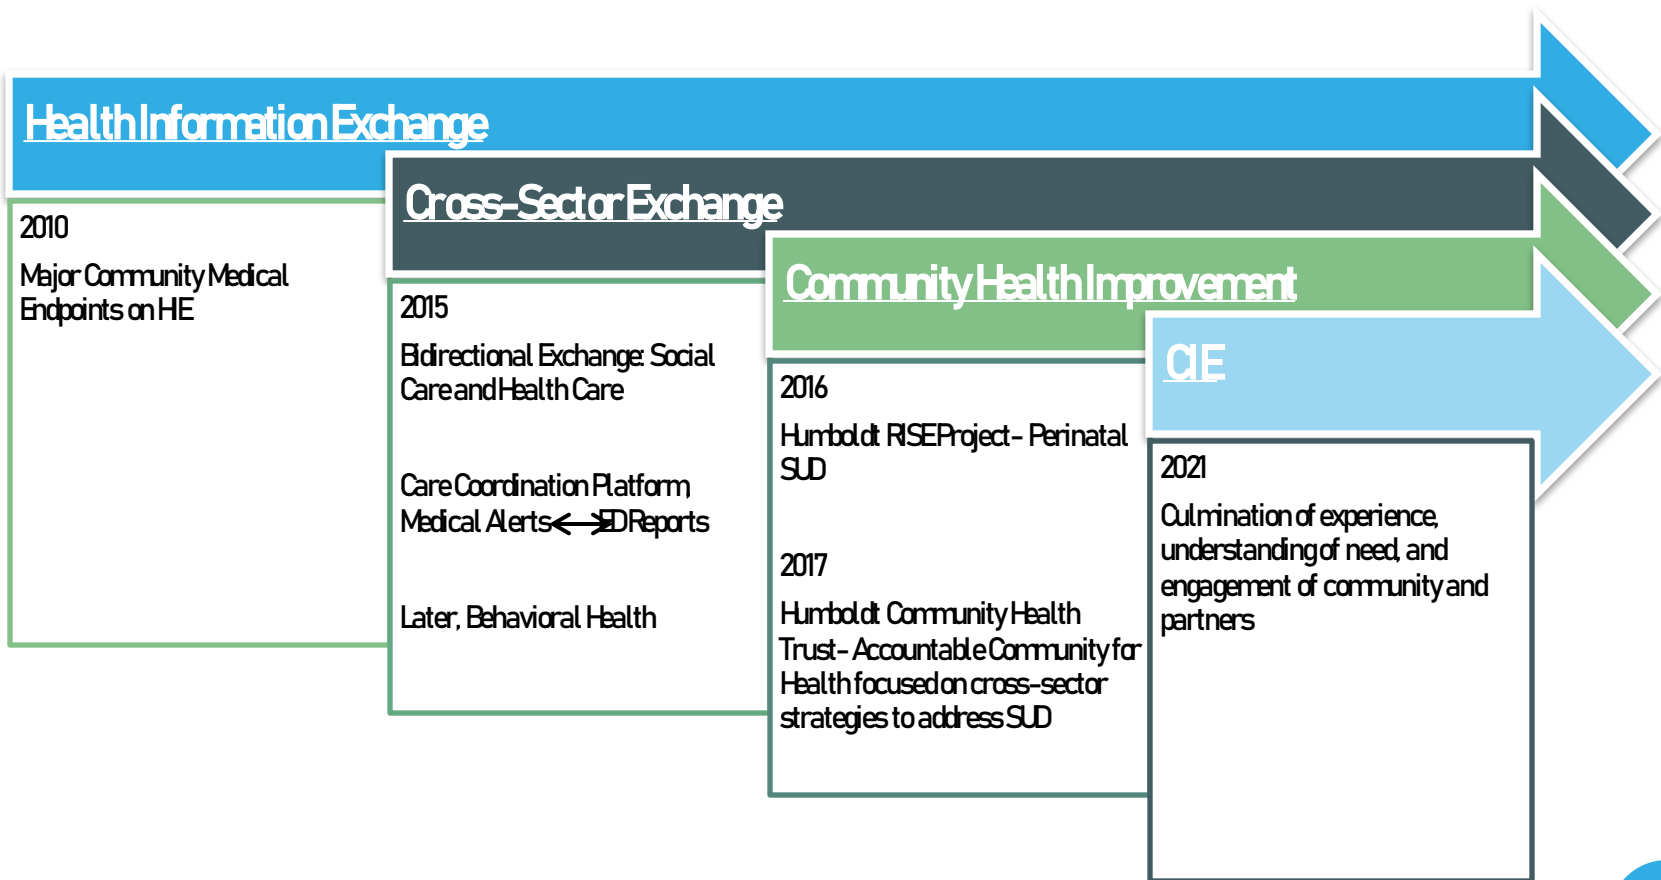 Health Information Exchange
2010
Major Community Medical
Endpoints on HIE
Cross-Sector Exchange
2015
Bidirectional Exchange: Social
Care and Health Care
Care Coordination Platform,
Medical Alerts ED Reports
Later, Behavioral Health
Community Health Improvement
2016
Humboldt RISE Project- Perinatal
SUD
2017
Humboldt Community Health
Trust- Accountable Community for
Health focused on cross-sector
strategies to address SUD
CIE
2021
Culmination of experience,
understanding of need, and
engagement of community and
partners